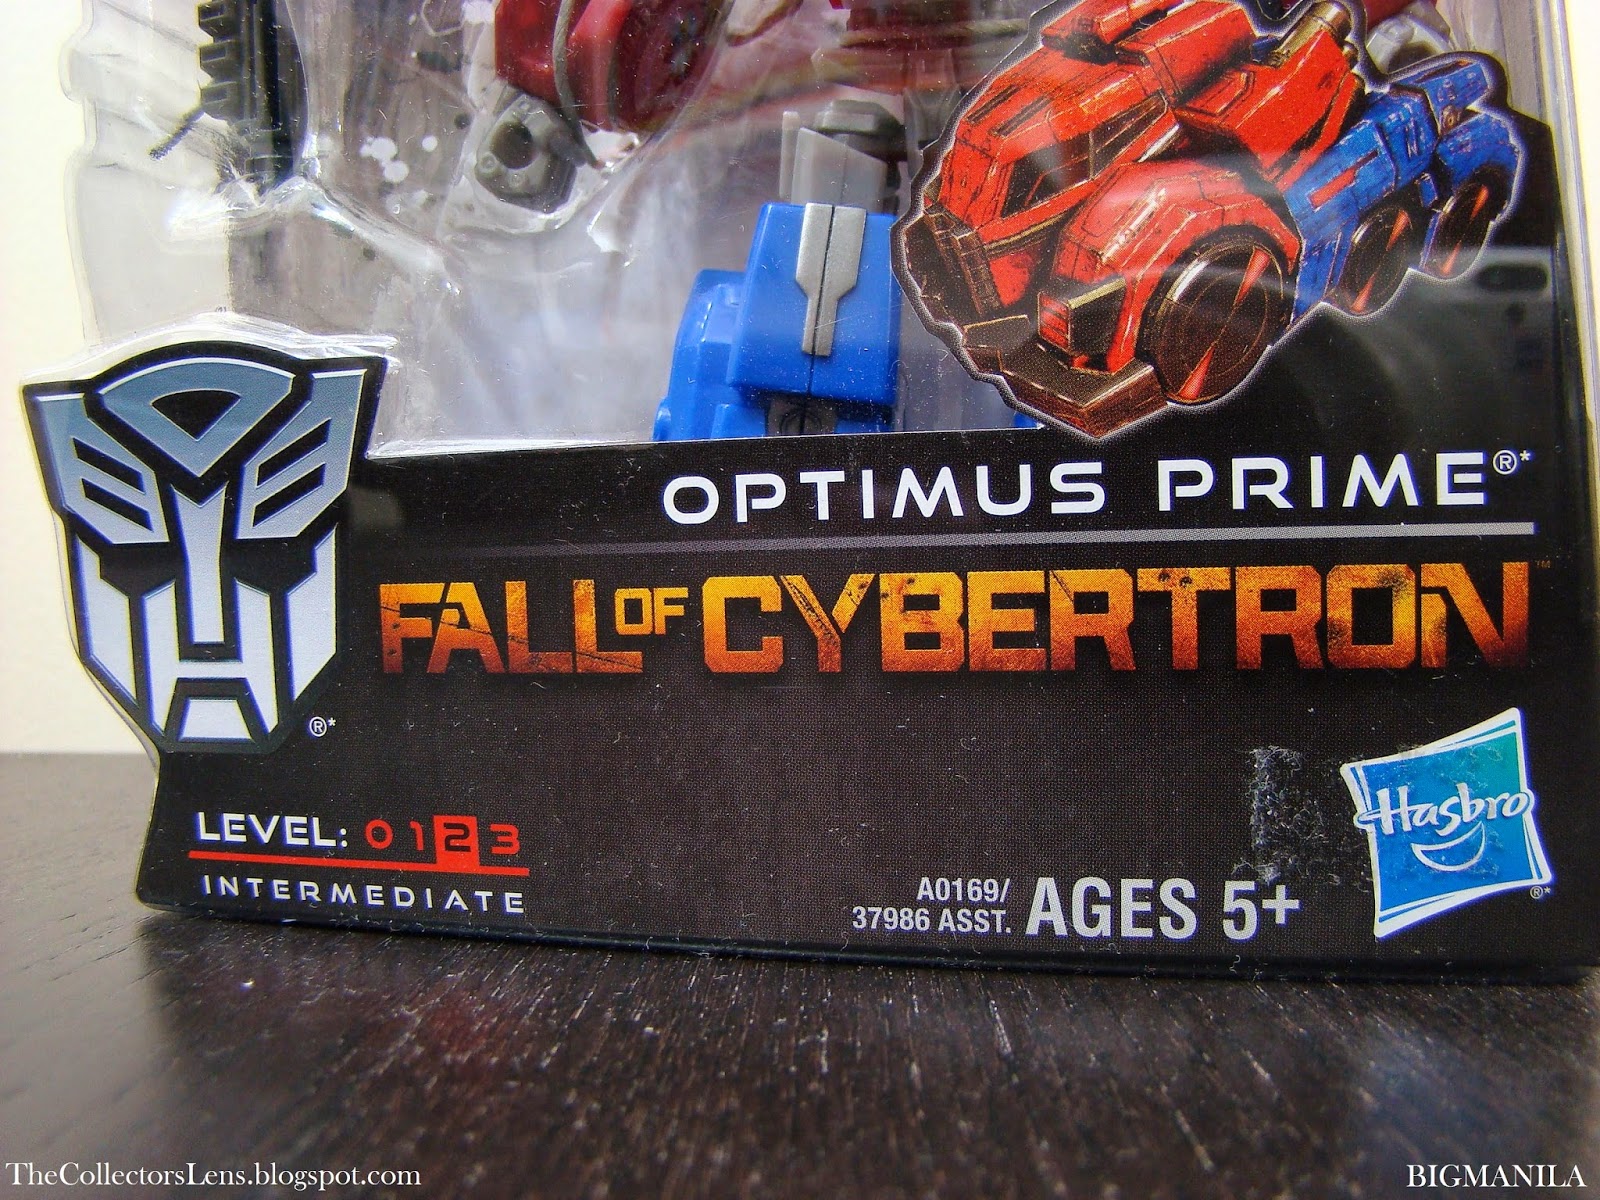 OPTIMUS PRIME®*
FALL OF CYBERTRON™
®*
LEVEL: 0 1 2 3
INTERMEDIATE
A0169/
37986 ASST.
AGES 5+
Hasbro
®*
TheCollectorsLens.blogspot.com
BIGMANILA